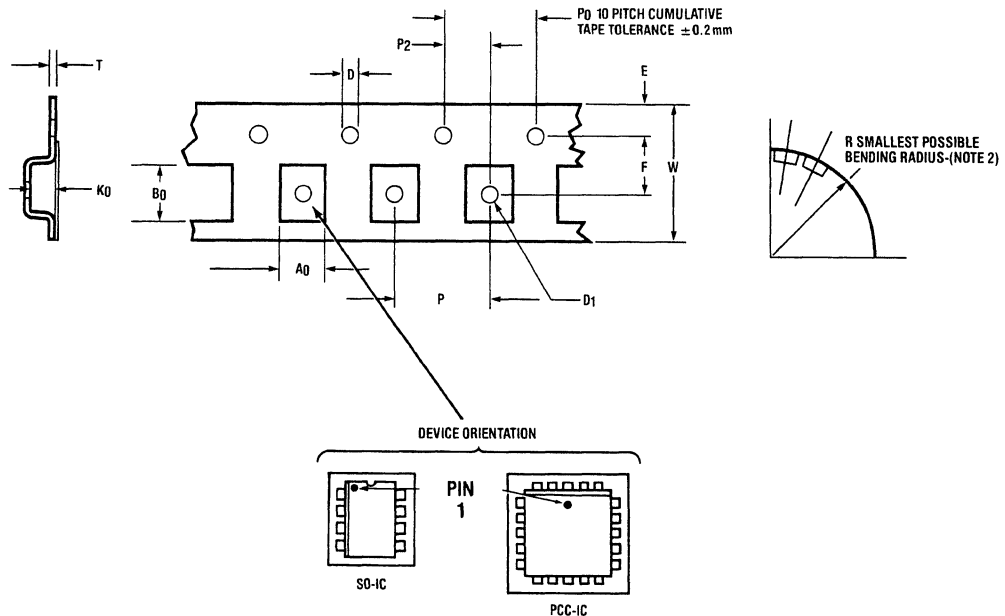 P0 10 PITCH CUMULATIVE
TAPE TOLERANCE ±0.2mm
P2
T
D
E
R SMALLEST POSSIBLE
BENDING RADIUS-(NOTE 2)
F
W
K0
B0
A0
P
D1
DEVICE ORIENTATION
PIN
1
SO-IC
PCC-IC